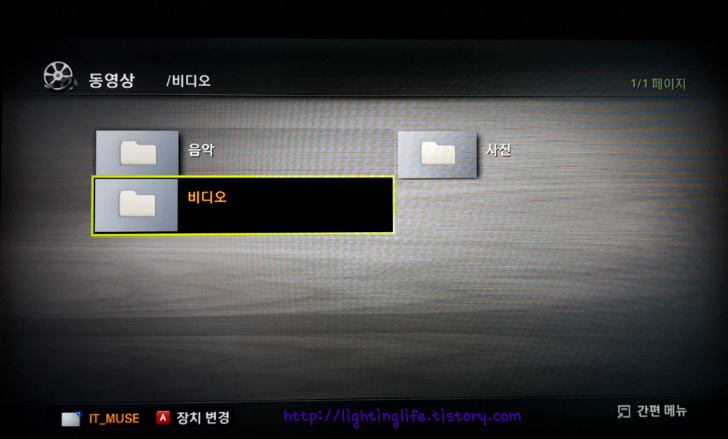 동영상 /비디오
1/1 페이지
음악
사진
비디오
IT_MUSE
A 장치 변경
http://lightinglife.tistory.com
간편 메뉴